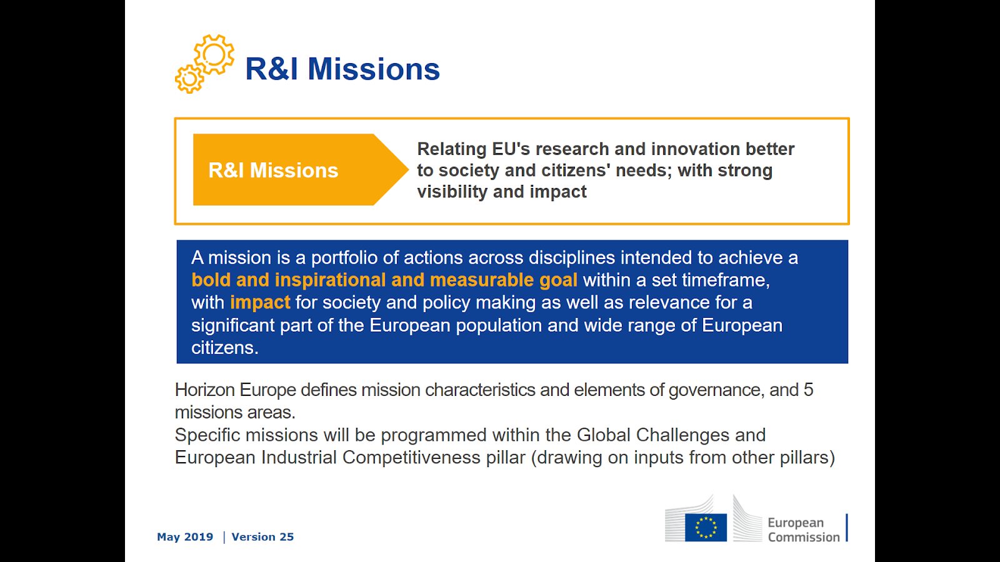 R&I Missions
R&I Missions
Relating EU's research and innovation better
to society and citizens' needs; with strong
visibility and impact
A mission is a portfolio of actions across disciplines intended to achieve a
bold and inspirational and measurable goal within a set timeframe,
with impact for society and policy making as well as relevance for a
significant part of the European population and wide range of European
citizens.
Horizon Europe defines mission characteristics and elements of governance, and 5
missions areas.
Specific missions will be programmed within the Global Challenges and
European Industrial Competitiveness pillar (drawing on inputs from other pillars)
May 2019 | Version 25
European
Commission